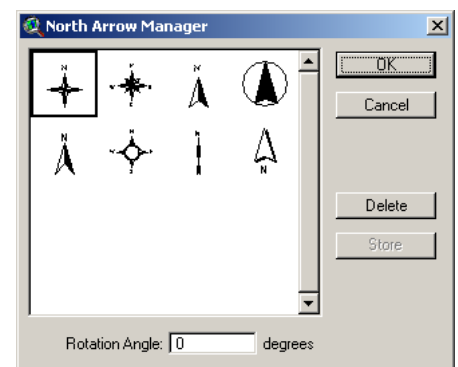 North Arrow Manager
OK
Cancel
Delete
Store
N
N
N
N
N
N
Rotation Angle: 0 degrees